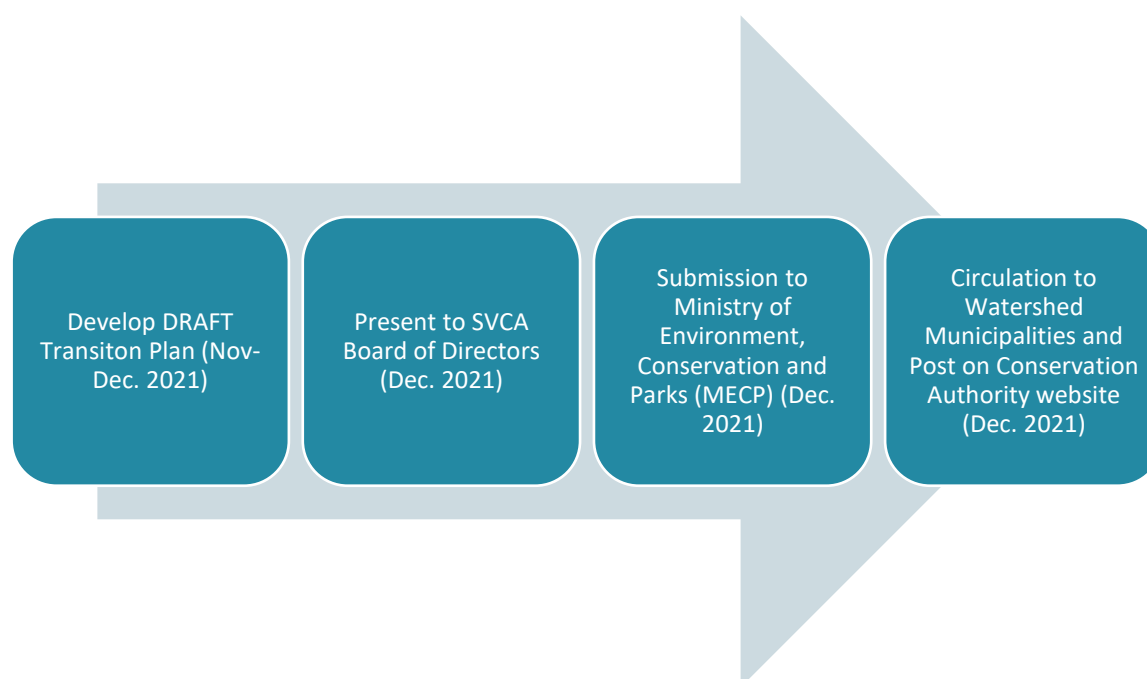 Develop DRAFT
Transiton Plan (Nov-
Dec. 2021)
Present to SVCA
Board of Directors
(Dec. 2021)
Submission to
Ministry of
Environment,
Conservation and
Parks (MECP) (Dec.
2021)
Circulation to
Watershed
Municipalities and
Post on Conservation
Authority website
(Dec. 2021)